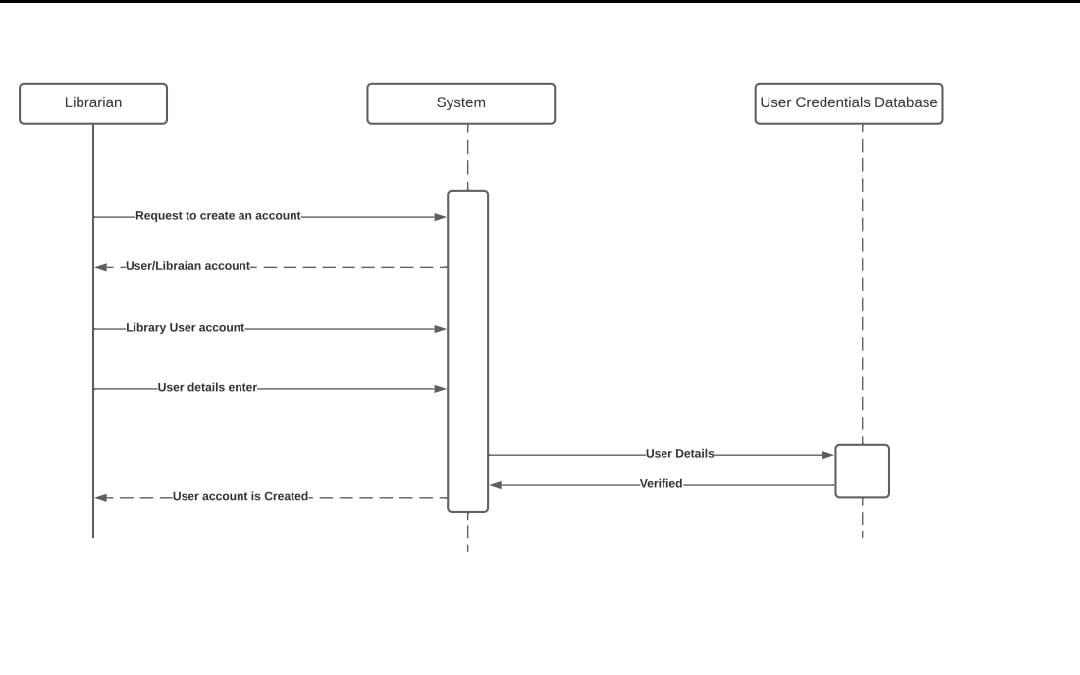 Librarian
System
User Credentials Database
Request to create an account
User/Libraian account
Library User account
User details enter
User Details
Verified
User account is Created